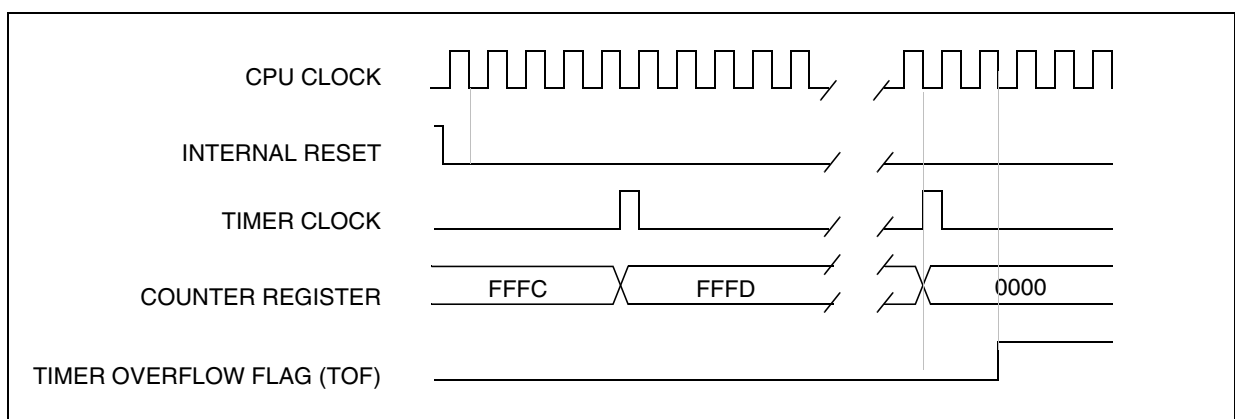 CPU CLOCK
INTERNAL RESET
TIMER CLOCK
COUNTER REGISTER FFFC FFFD 0000
TIMER OVERFLOW FLAG (TOF)